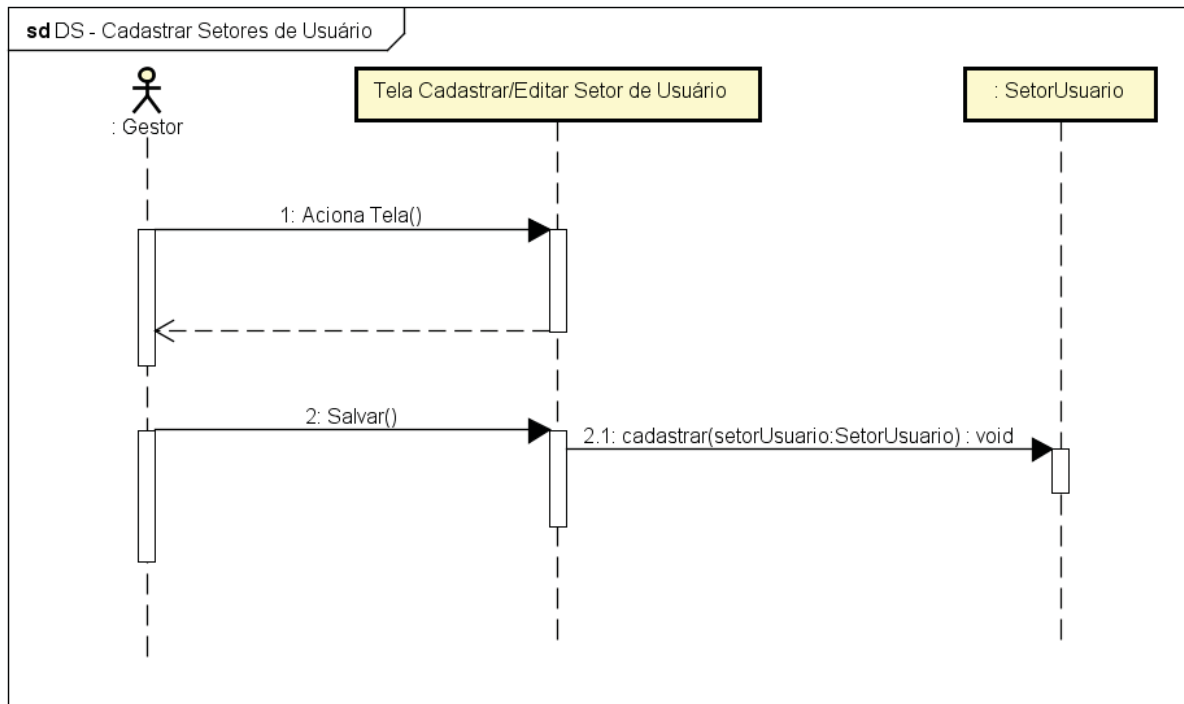 sd DS - Cadastrar Setores de Usuário
: Gestor
Tela Cadastrar/Editar Setor de Usuário
: SetorUsuario
1: Aciona Tela()
2: Salvar()
2.1: cadastrar(setorUsuario:SetorUsuario) : void